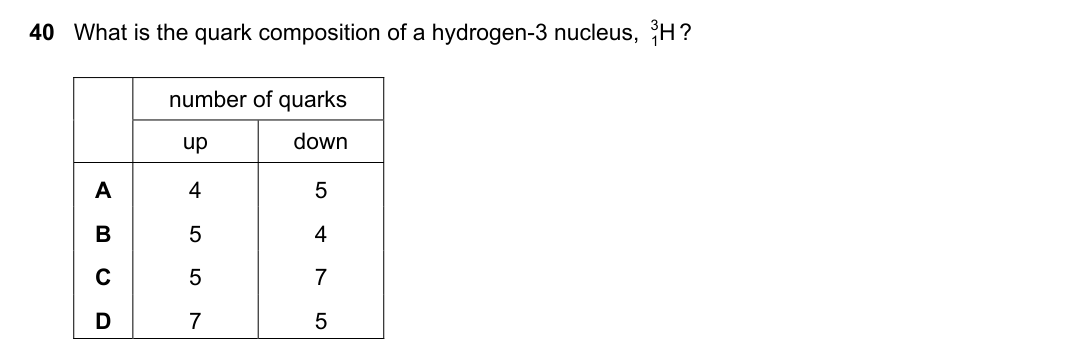 40 What is the quark composition of a hydrogen-3 nucleus, ³₁H?
number of quarks
up down
A 4 5
B 5 4
C 5 7
D 7 5